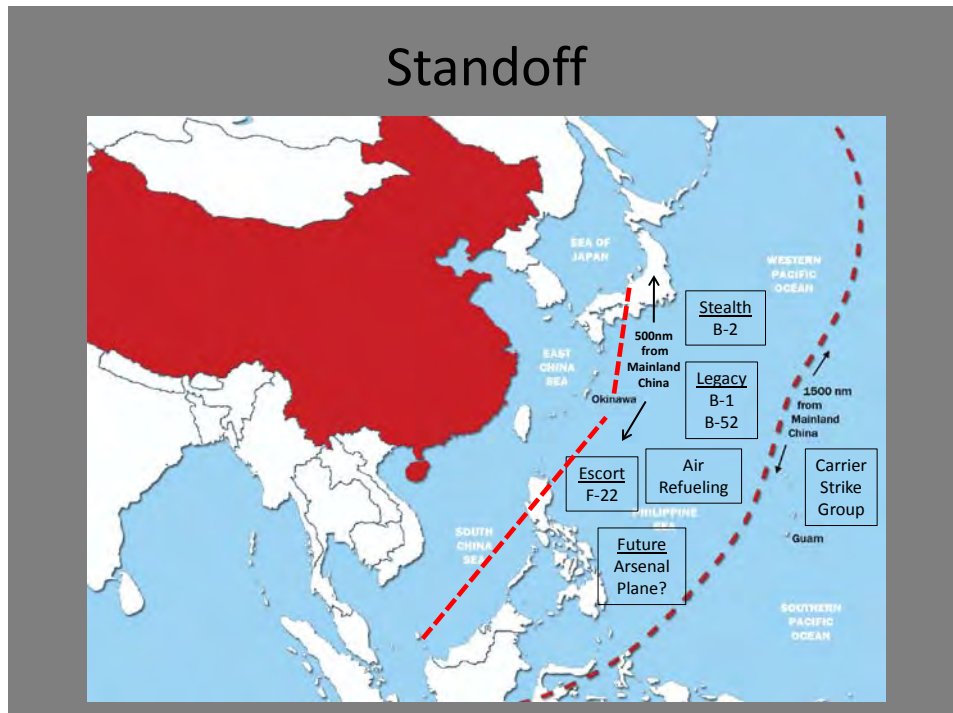 Standoff
SEA OF
JAPAN
WESTERN
PACIFIC
OCEAN
Stealth
B-2
500nm
from
Mainland
China
EAST
CHINA
SEA
Okinawa
Legacy
B-1
B-52
1500 nm
from
Mainland
China
Escort
F-22
Air
Refueling
Carrier
Strike
Group
PHILIPPINE
SEA
SOUTH
CHINA
SEA
Guam
Future
Arsenal
Plane?
SOUTHERN
PACIFIC
OCEAN